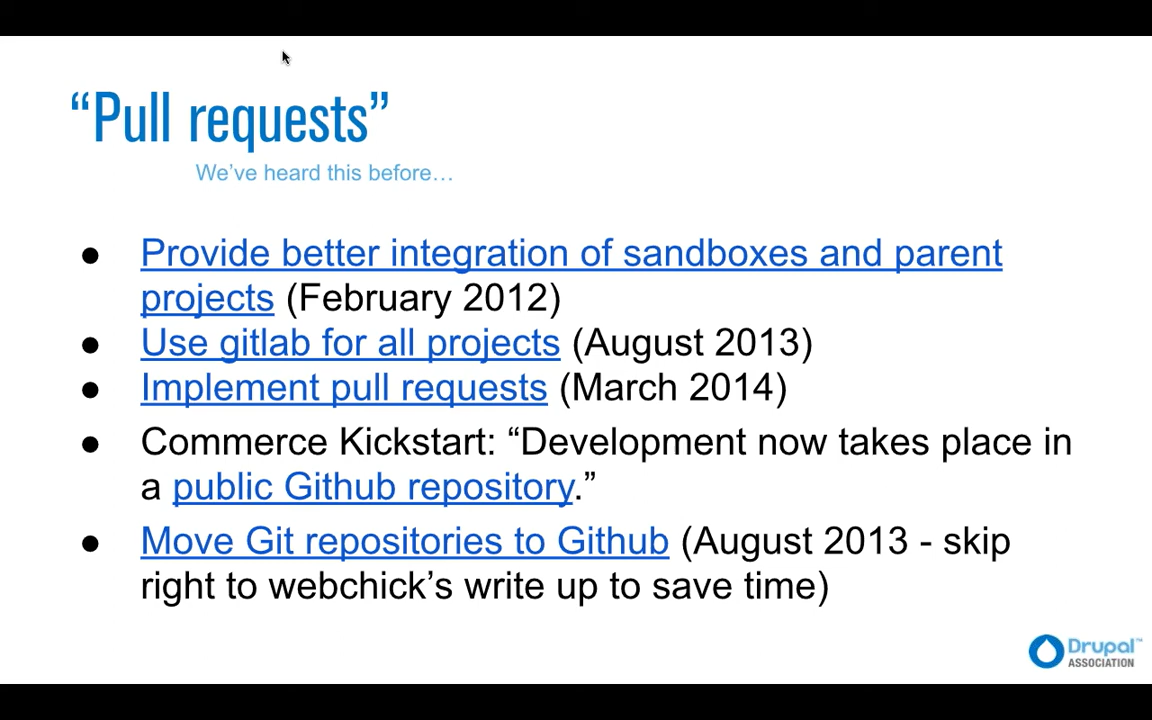 “Pull requests”
We’ve heard this before…
● Provide better integration of sandboxes and parent
projects (February 2012)
● Use gitlab for all projects (August 2013)
● Implement pull requests (March 2014)
● Commerce Kickstart: “Development now takes place in
a public Github repository.”
● Move Git repositories to Github (August 2013 - skip
right to webchick’s write up to save time)
Drupal™
ASSOCIATION